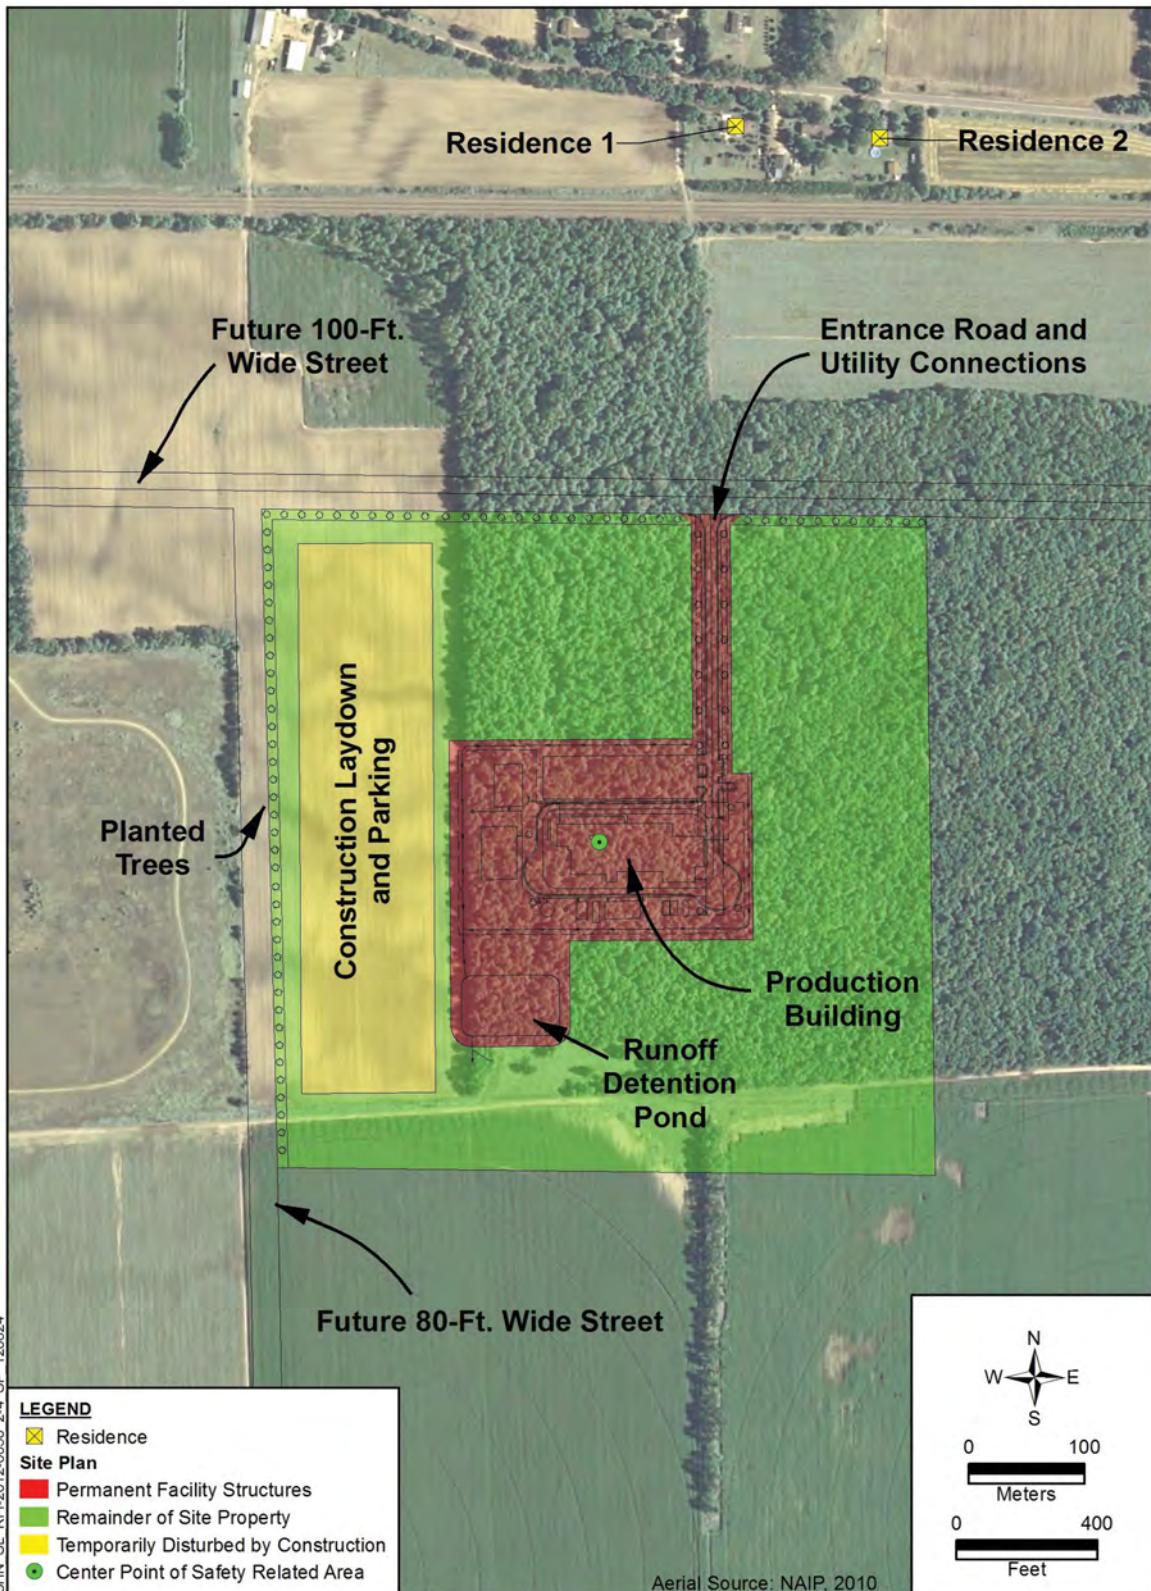 Residence 1
Residence 2
Future 100-Ft.
Wide Street
Entrance Road and
Utility Connections
Construction Laydown
and Parking
Planted
Trees
Production
Building
Runoff
Detention
Pond
Future 80-Ft. Wide Street
LEGEND
Residence
Site Plan
Permanent Facility Structures
Remainder of Site Property
Temporarily Disturbed by Construction
Center Point of Safety Related Area
N
W E
S
0 100
Meters
0 400
Feet
Aerial Source: NAIP, 2010